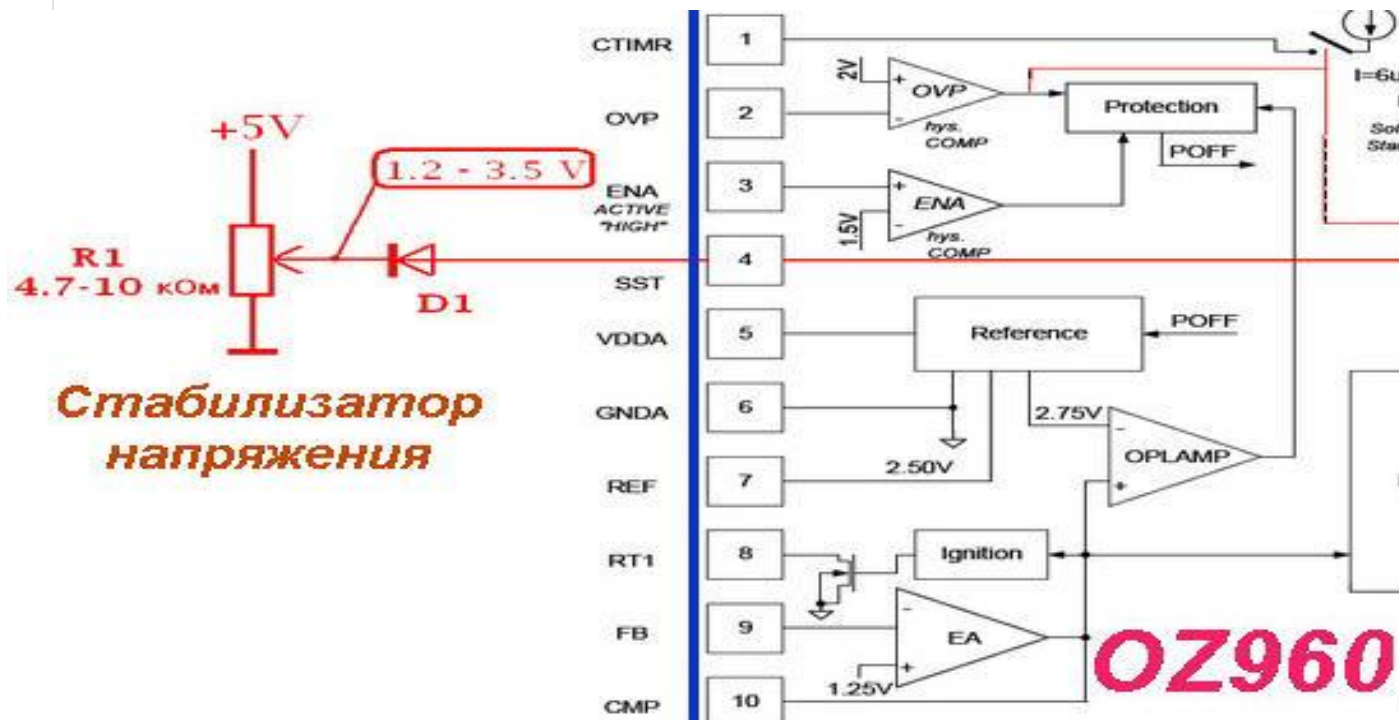 +5V
1.2 - 3.5 V
R1
4.7-10 кОм
D1
Стабилизатор
напряжения
CTIMR
OVP
ENA
ACTIVE
"HIGH"
SST
VDDA
GNDA
REF
RT1
FB
CMP
1
2
3
4
5
6
7
8
9
10
2V
+
OVP
-
hys.
COMP
Protection
POFF
1.5V
+
ENA
-
hys.
COMP
Reference
POFF
2.75V
-
OPLAMP
+
2.50V
Ignition
-
EA
+
1.25V
OZ960